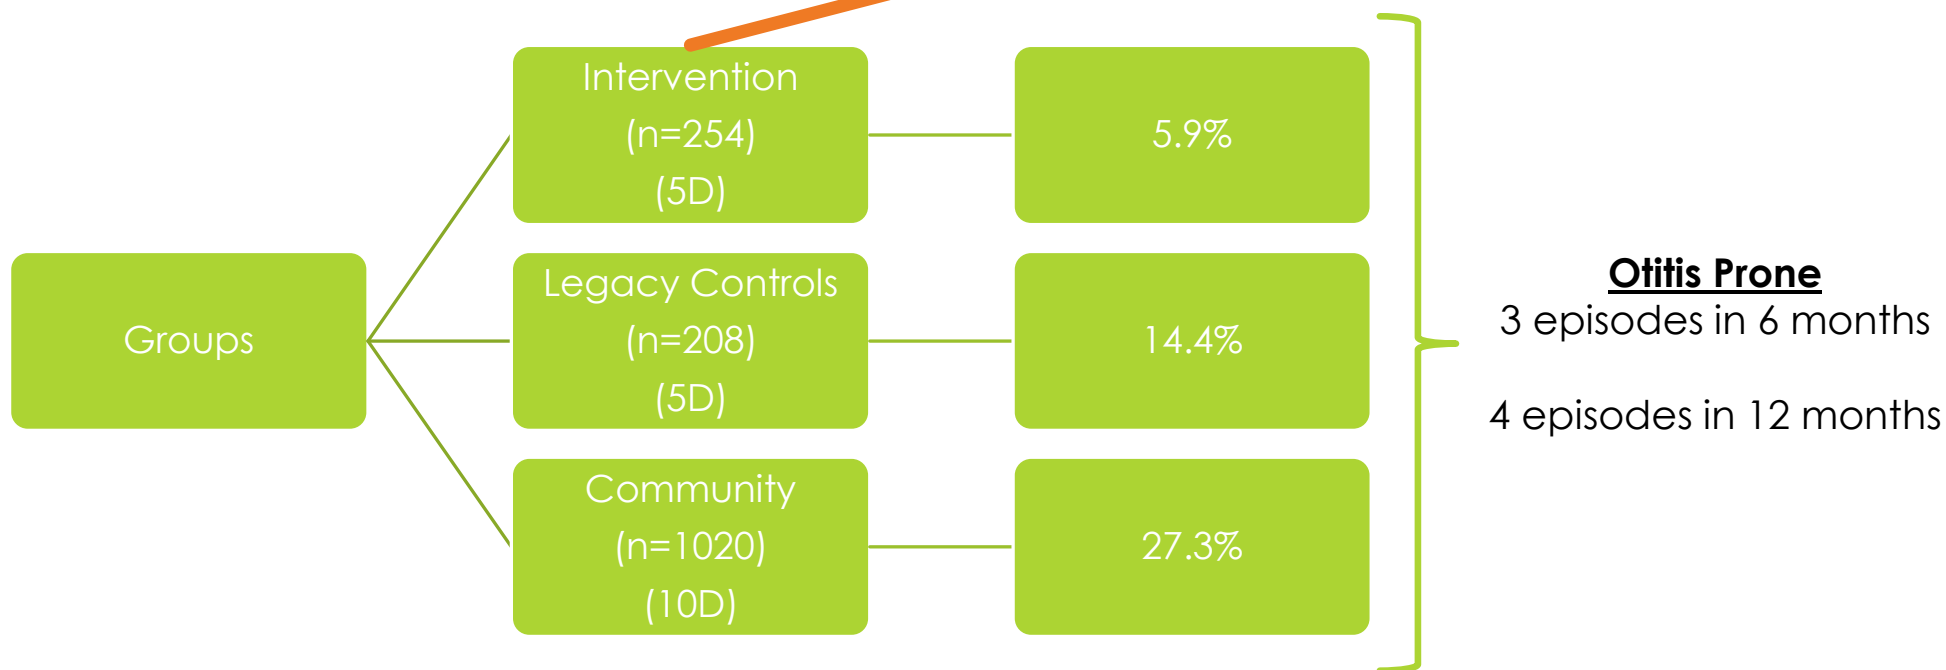 Groups
Intervention
(n=254)
(5D)
5.9%
Legacy Controls
(n=208)
(5D)
14.4%
Community
(n=1020)
(10D)
27.3%
Otitis Prone
3 episodes in 6 months
4 episodes in 12 months